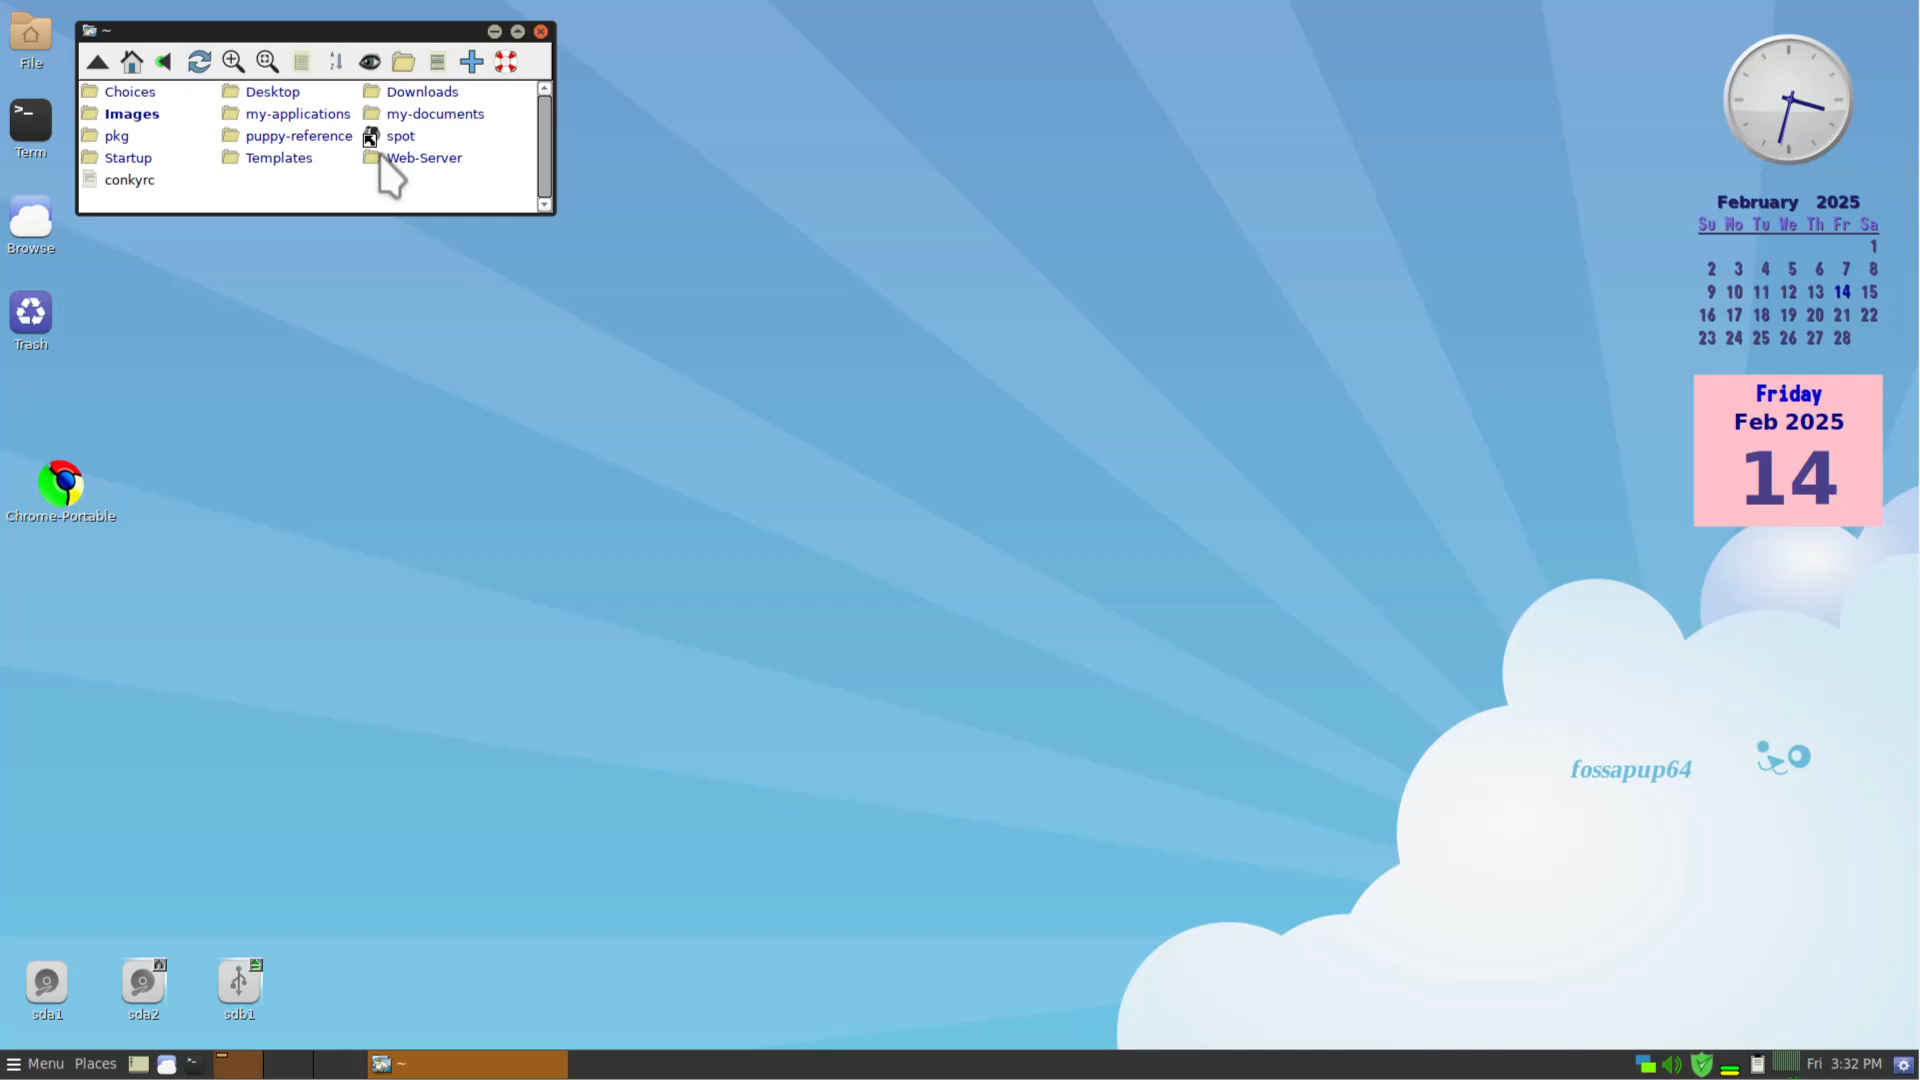 ~
Choices Desktop Downloads
Images my-applications my-documents
pkg puppy-reference spot
Startup Templates Web-Server
conkyrc
File
Term
Browse
Trash
Chrome-Portable
sda1 sda2 sdb1
February 2025
Su Mo Tu We Th Fr Sa
1
2 3 4 5 6 7 8
9 10 11 12 13 14 15
16 17 18 19 20 21 22
23 24 25 26 27 28
Friday
Feb 2025
14
fossapup64
Menu Places ~ Fri 3:32 PM